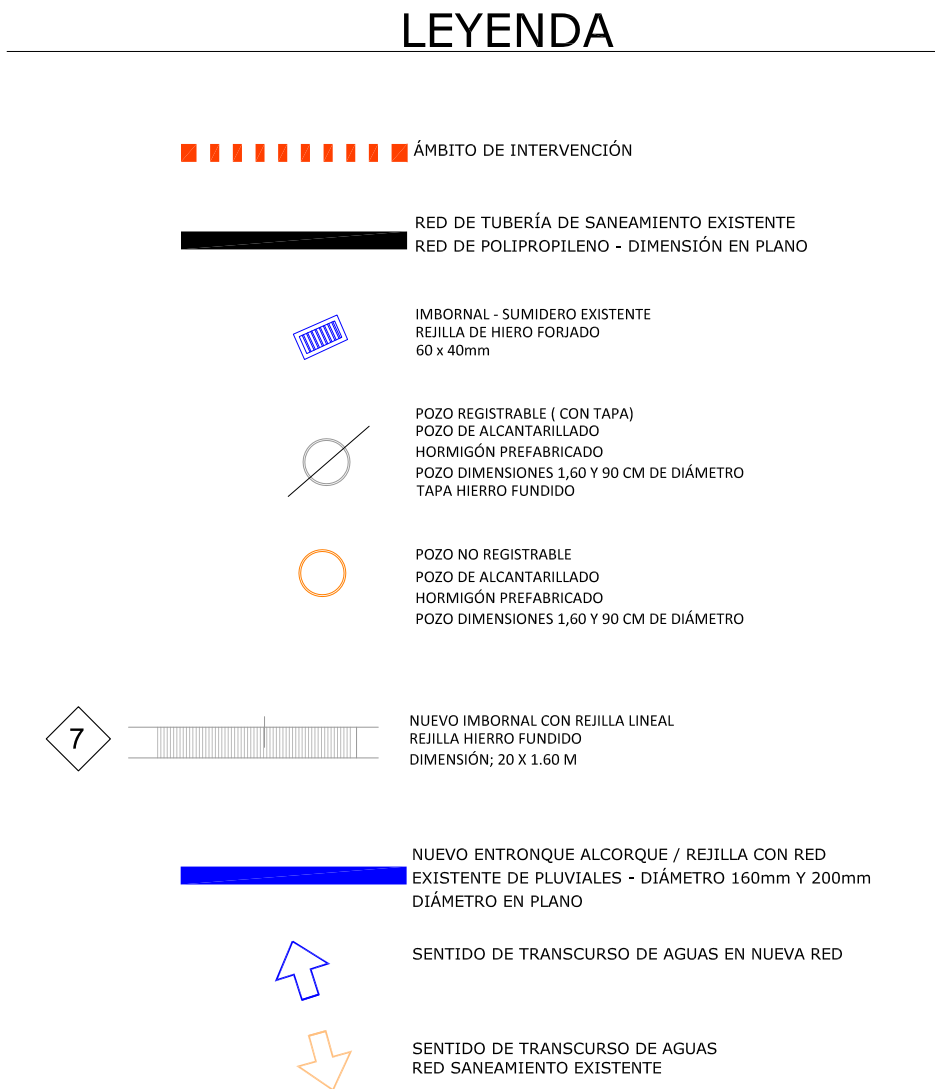 LEYENDA
ÁMBITO DE INTERVENCIÓN
RED DE TUBERÍA DE SANEAMIENTO EXISTENTE
RED DE POLIPROPILENO - DIMENSIÓN EN PLANO
IMBORNAL - SUMIDERO EXISTENTE
REJILLA DE HIERO FORJADO
60 x 40mm
POZO REGISTRABLE ( CON TAPA)
POZO DE ALCANTARILLADO
HORMIGÓN PREFABRICADO
POZO DIMENSIONES 1,60 Y 90 CM DE DIÁMETRO
TAPA HIERRO FUNDIDO
POZO NO REGISTRABLE
POZO DE ALCANTARILLADO
HORMIGÓN PREFABRICADO
POZO DIMENSIONES 1,60 Y 90 CM DE DIÁMETRO
7
NUEVO IMBORNAL CON REJILLA LINEAL
REJILLA HIERRO FUNDIDO
DIMENSIÓN; 20 X 1.60 M
NUEVO ENTRONQUE ALCORQUE / REJILLA CON RED
EXISTENTE DE PLUVIALES - DIÁMETRO 160mm Y 200mm
DIÁMETRO EN PLANO
SENTIDO DE TRANSCURSO DE AGUAS EN NUEVA RED
SENTIDO DE TRANSCURSO DE AGUAS
RED SANEAMIENTO EXISTENTE